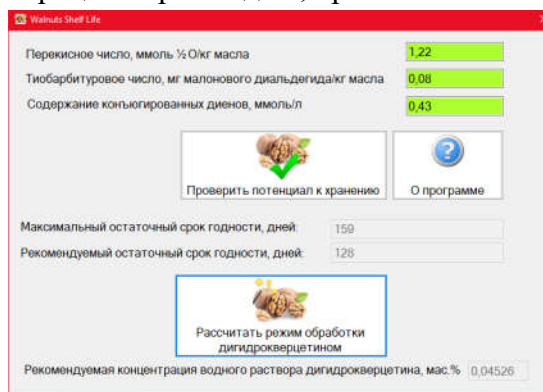 Walnuts Shelf Life
Перекисное число, ммоль ½ O/кг масла 1,22
Тиобарбитуровое число, мг малонового диальдегида/кг масла 0,08
Содержание конъюгированных диенов, ммоль/л 0,43
Проверить потенциал к хранению
О программе
Максимальный остаточный срок годности, дней: 159
Рекомендуемый остаточный срок годности, дней: 128
Рассчитать режим обработки
дигидрокверцетином
Рекомендуемая концентрация водного раствора дигидрокверцетина, мас.% 0,04526